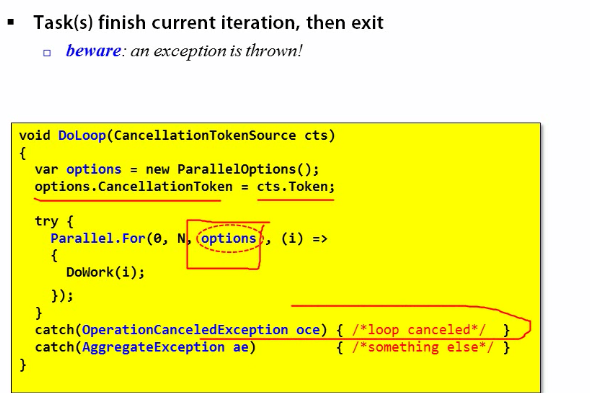 Task(s) finish current iteration, then exit
beware: an exception is thrown!
void DoLoop(CancellationTokenSource cts)
{
var options = new ParallelOptions();
options.CancellationToken = cts.Token;
try {
Parallel.For(0, N, options, (i) =>
{
DoWork(i);
});
}
catch(OperationCanceledException oce) { /*loop canceled*/ }
catch(AggregateException ae) { /*something else*/ }
}